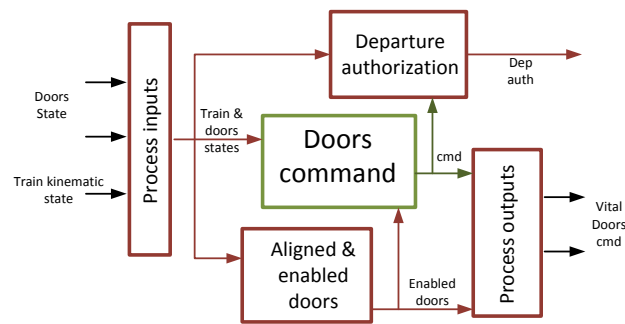 Departure
authorization
Dep
auth
Doors
State
Process inputs
Train &
doors
states
Doors
command
cmd
Train kinematic
state
Process outputs
Vital
Doors
cmd
Aligned &
enabled
doors
Enabled
doors